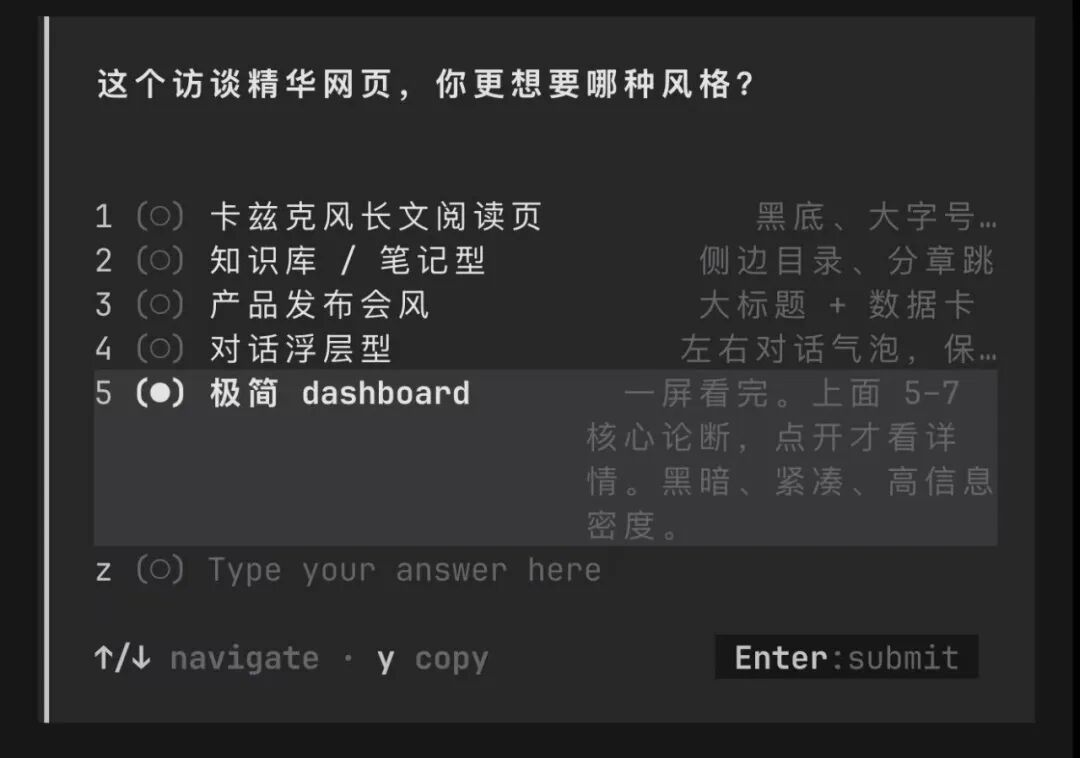 这个访谈精华网页，你更想要哪种风格？
1 (○) 卡兹克风长文阅读页 黑底、大字号…
2 (○) 知识库 / 笔记型 侧边目录、分章跳
3 (○) 产品发布会风 大标题 + 数据卡
4 (○) 对话浮层型 左右对话气泡，保…
5 (●) 极简 dashboard 一屏看完。上面 5-7
核心论断，点开才看详
情。黑暗、紧凑、高信息
密度。
z (○) Type your answer here
↑/↓ navigate · y copy Enter:submit